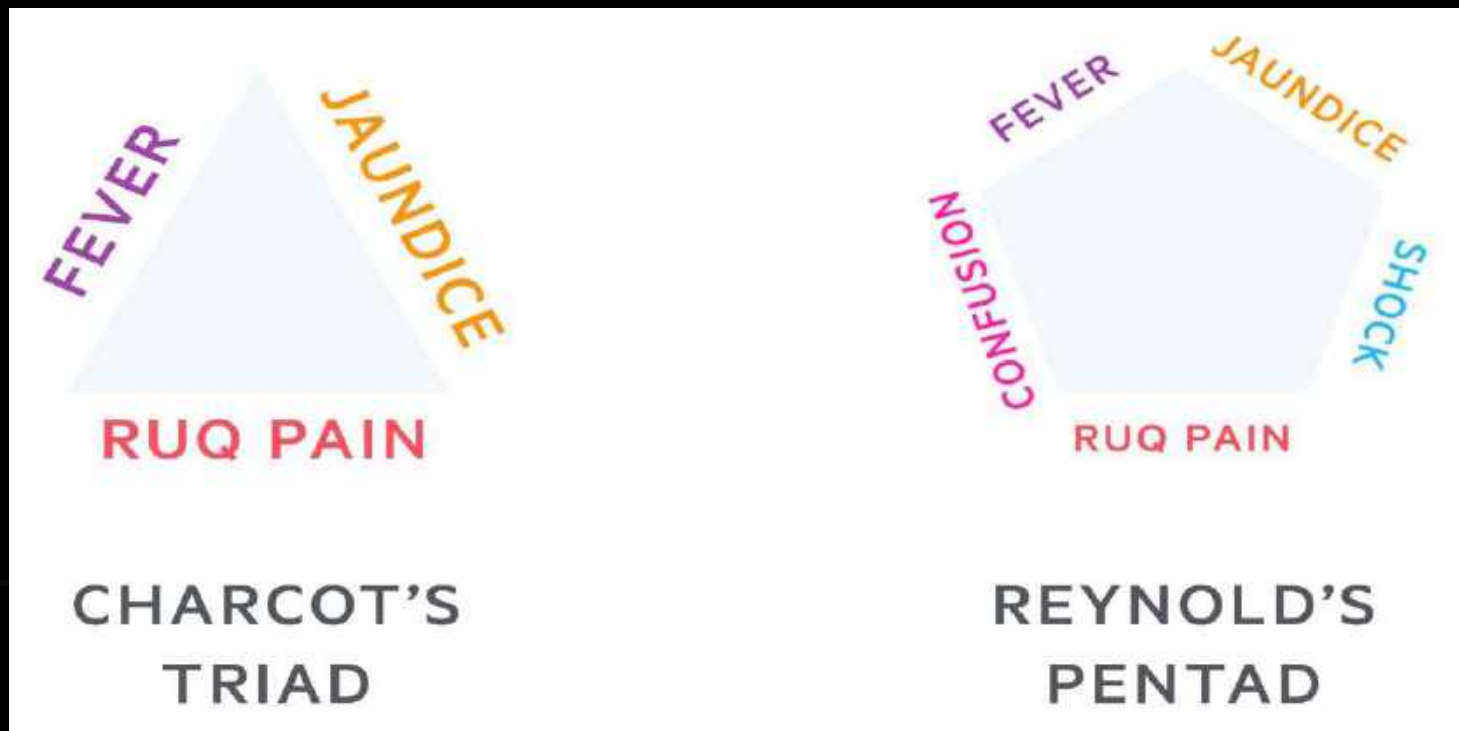 FEVER
JAUNDICE
RUQ PAIN
CHARCOT'S
TRIAD
FEVER
JAUNDICE
CONFUSION
SHOCK
RUQ PAIN
REYNOLD'S
PENTAD